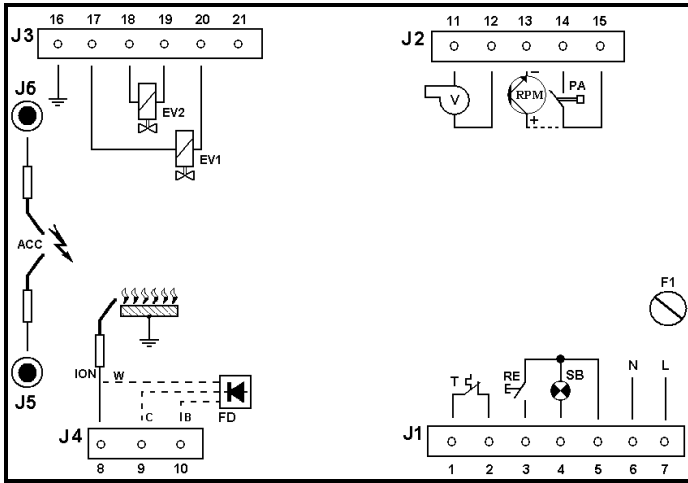 16 17 18 19 20 21
J3
11 12 13 14 15
J2
J6
EV2
EV1
V
− RPM +
PA
ACC
F1
ION
W
C
B
FD
J5
T
RE
SB
N
L
J4
8 9 10
J1
1 2 3 4 5 6 7